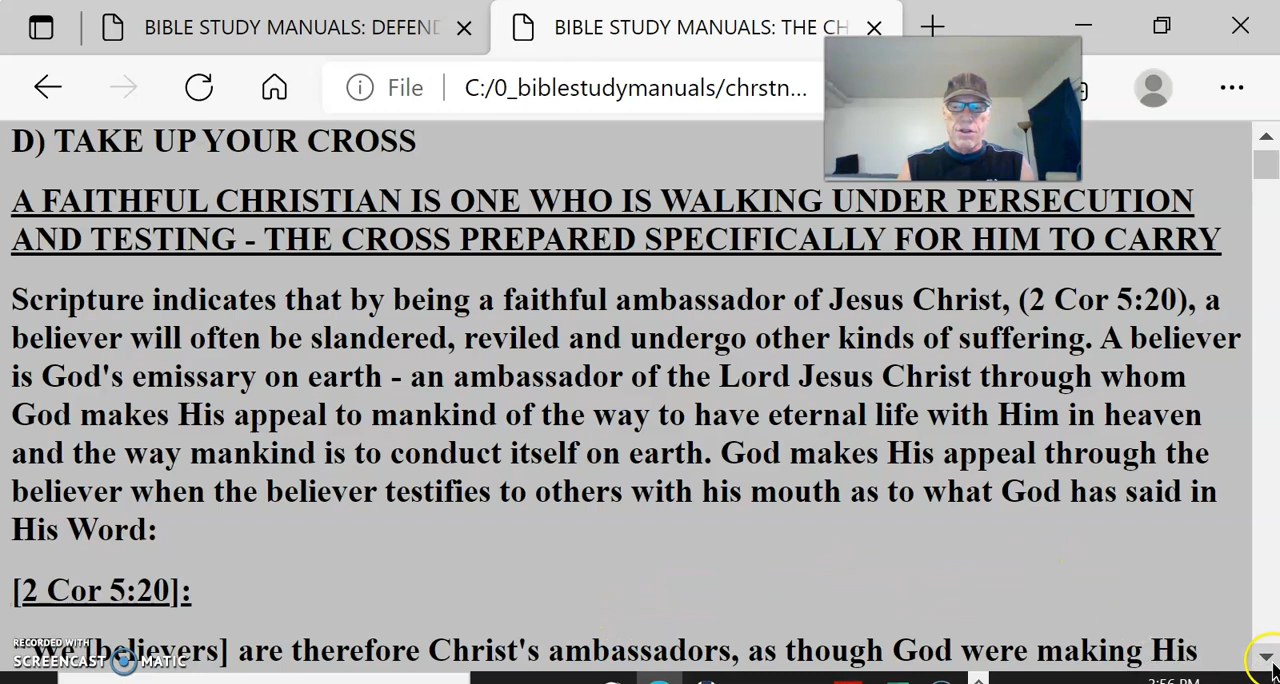 BIBLE STUDY MANUALS: DEFEND
BIBLE STUDY MANUALS: THE CH
File
C:/0_biblestudymanuals/chrstn...
D) TAKE UP YOUR CROSS
A FAITHFUL CHRISTIAN IS ONE WHO IS WALKING UNDER PERSECUTION
AND TESTING - THE CROSS PREPARED SPECIFICALLY FOR HIM TO CARRY
Scripture indicates that by being a faithful ambassador of Jesus Christ, (2 Cor 5:20), a
believer will often be slandered, reviled and undergo other kinds of suffering. A believer
is God's emissary on earth - an ambassador of the Lord Jesus Christ through whom
God makes His appeal to mankind of the way to have eternal life with Him in heaven
and the way mankind is to conduct itself on earth. God makes His appeal through the
believer when the believer testifies to others with his mouth as to what God has said in
His Word:
[2 Cor 5:20]:
We [believers] are therefore Christ's ambassadors, as though God were making His
RECORDED WITH
SCREENCAST MATIC
2:56 PM